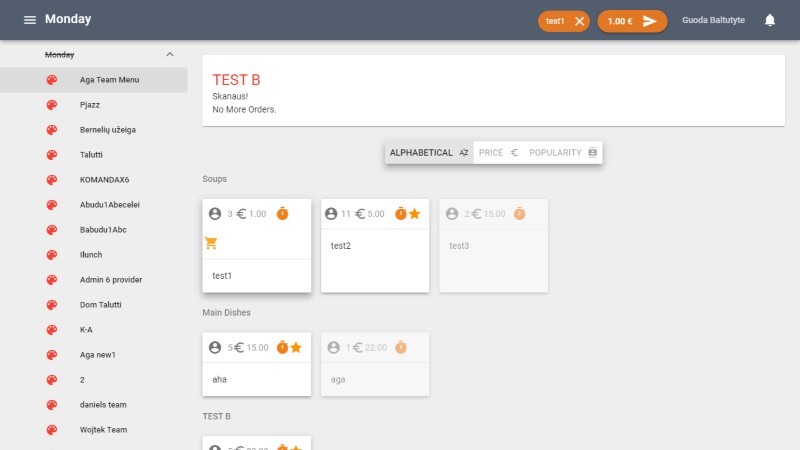 Monday
test1
1.00 €
Guoda Baltutyte
Monday
Aga Team Menu
Pjazz
Bernelių užeiga
Talutti
KOMANDAX6
Abudu1Abecelei
Babudu1Abc
Ilunch
Admin 6 provider
Dom Talutti
K-A
Aga new1
2
daniels team
Wojtek Team
TEST B
Skanaus!
No More Orders.
ALPHABETICAL
PRICE €
POPULARITY
Soups
3 € 1.00
test1
11 € 5.00
test2
2 € 15.00
test3
Main Dishes
5 € 15.00
aha
1 € 22.00
aga
TEST B